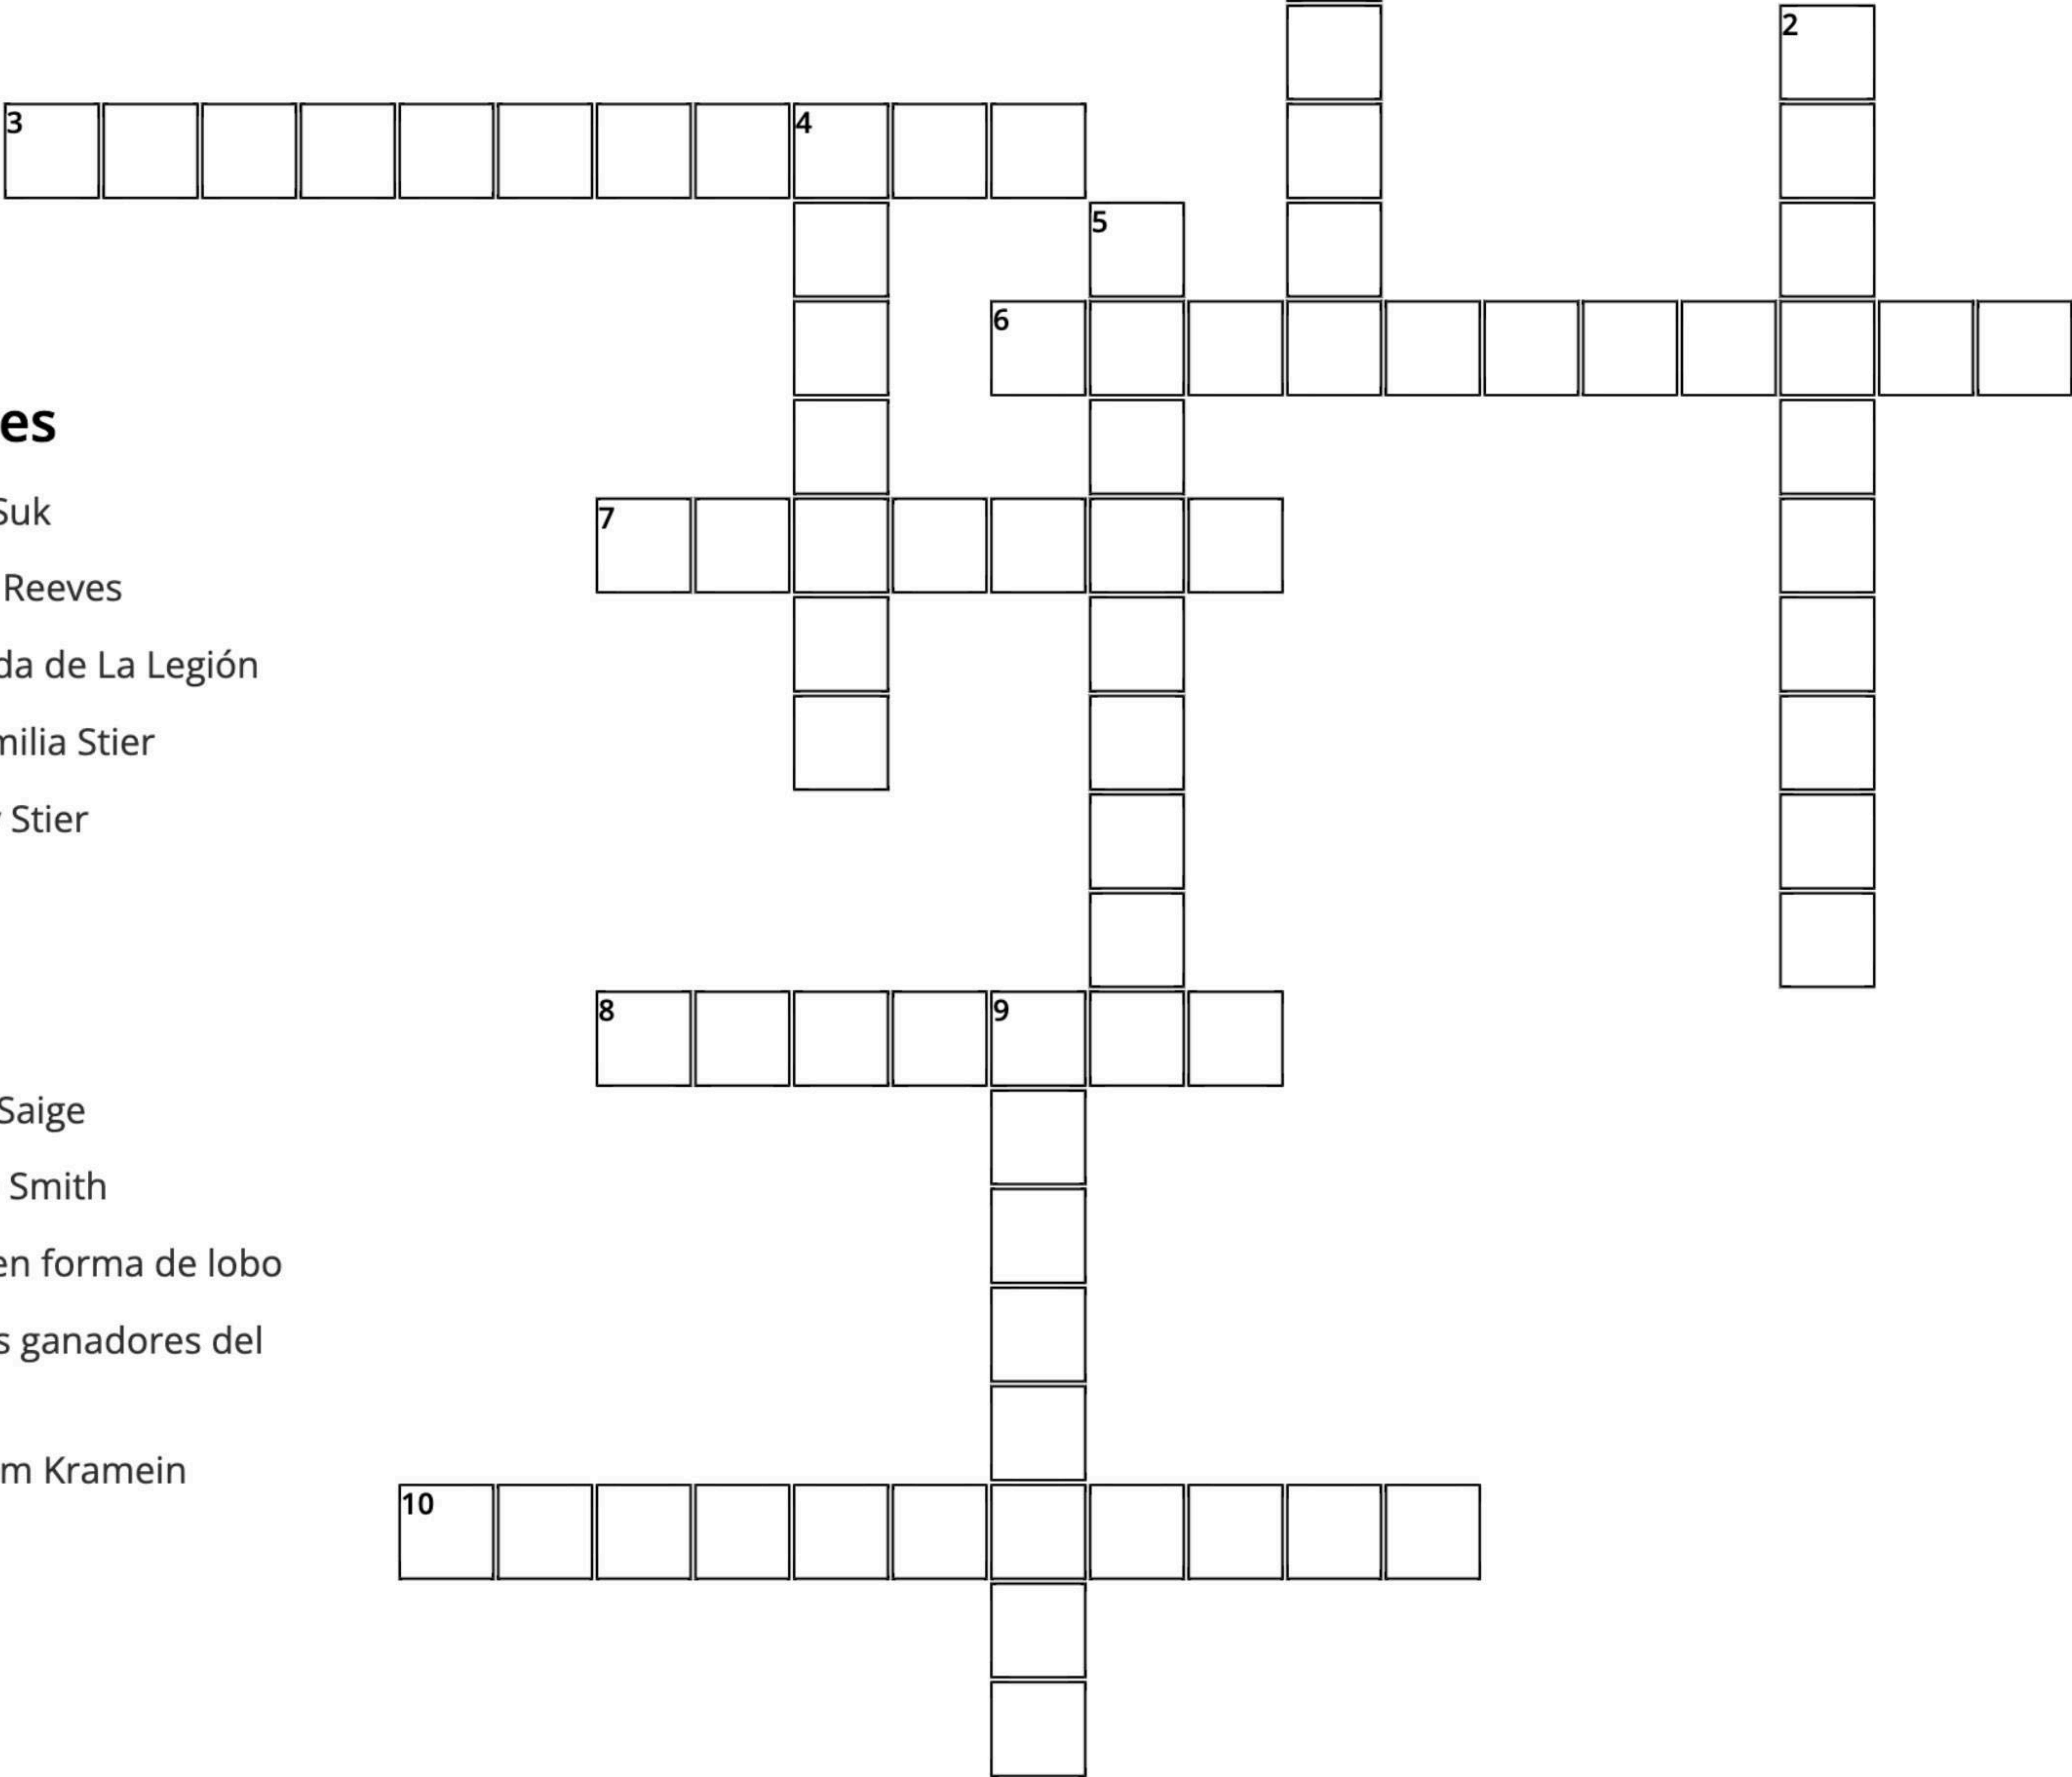 2
3
4
5
6
es
7
Suk
Reeves
da de La Legión
milia Stier
Stier
8
9
Saige
Smith
en forma de lobo
s ganadores del
m Kramein
10